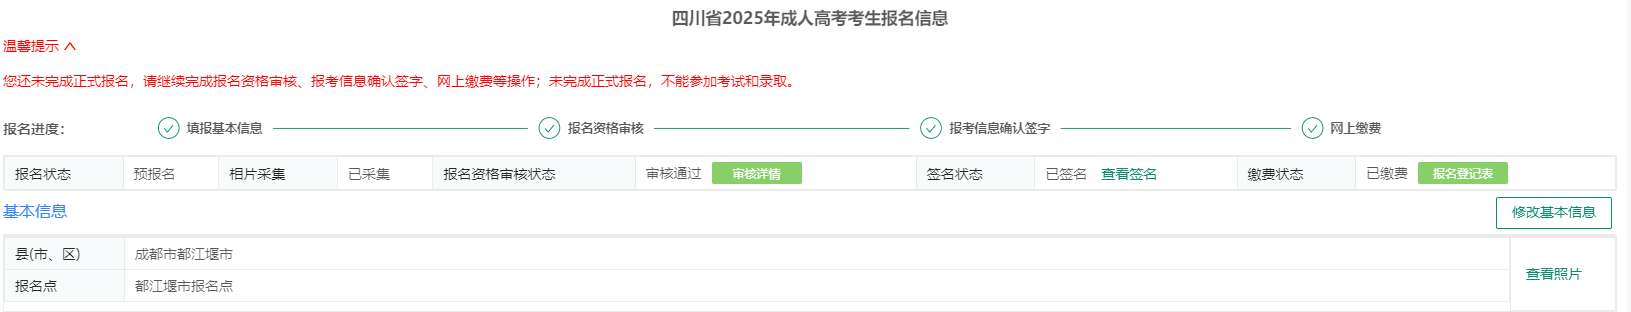 四川省2025年成人高考考生报名信息
温馨提示
您还未完成正式报名，请继续完成报名资格审核、报考信息确认签字、网上缴费等操作；未完成正式报名，不能参加考试和录取。
报名进度： 填报基本信息 报名资格审核 报考信息确认签字 网上缴费
报名状态 预报名 相片采集 已采集 报名资格审核状态 审核通过 审核详情 签名状态 已签名 查看签名 缴费状态 已缴费 报名登记表
基本信息 修改基本信息
县(市、区) 成都市都江堰市
查看照片
报名点 都江堰市报名点